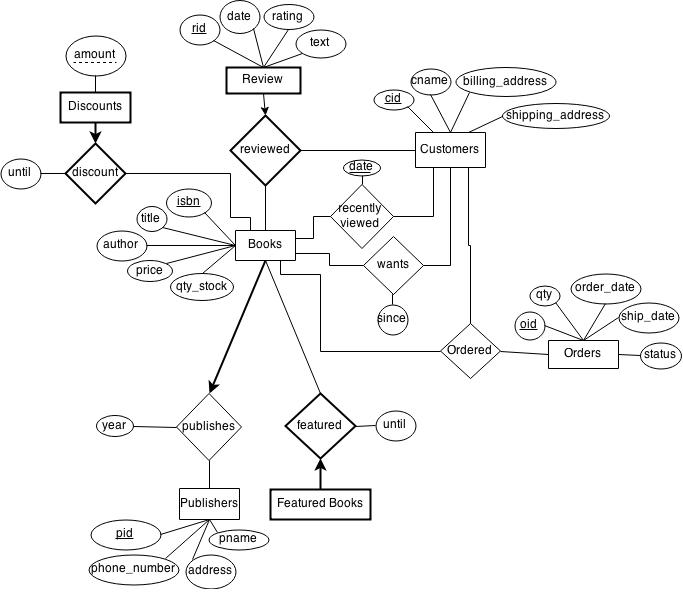 rid
date
rating
text
amount
Review
cname
billing_address
cid
shipping_address
Discounts
reviewed
Customers
until
discount
date
isbn
recently
viewed
title
author
Books
price
wants
qty_stock
since
qty
order_date
oid
ship_date
Ordered
Orders
status
year
publishes
featured
until
Publishers
Featured Books
pid
pname
phone_number
address